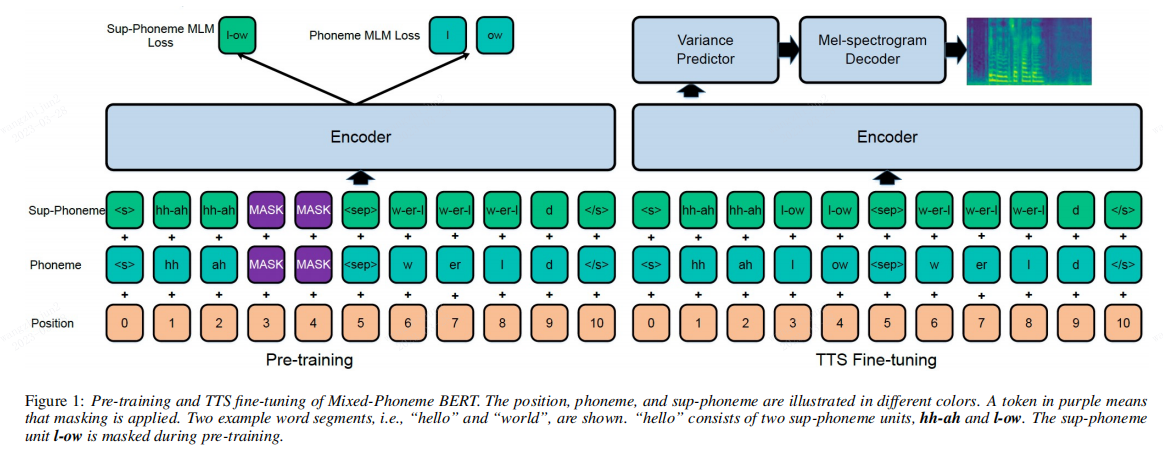 Sup-Phoneme MLM
Loss
l-ow
Phoneme MLM Loss
l
ow
Variance
Predictor
Mel-spectrogram
Decoder
Encoder
Encoder
Sup-Phoneme <s> hh-ah hh-ah MASK MASK <sep> w-er-l w-er-l w-er-l d </s> <s> hh-ah hh-ah l-ow l-ow <sep> w-er-l w-er-l w-er-l d </s>
+ + + + + + + + + + + + + + + + + + + + + +
Phoneme <s> hh ah MASK MASK <sep> w er l d </s> <s> hh ah l ow <sep> w er l d </s>
+ + + + + + + + + + + + + + + + + + + + + +
Position 0 1 2 3 4 5 6 7 8 9 10 0 1 2 3 4 5 6 7 8 9 10
Pre-training
TTS Fine-tuning
Figure 1: Pre-training and TTS fine-tuning of Mixed-Phoneme BERT. The position, phoneme, and sup-phoneme are illustrated in different colors. A token in purple means
that masking is applied. Two example word segments, i.e., “hello” and “world”, are shown. “hello” consists of two sup-phoneme units, hh-ah and l-ow. The sup-phoneme
unit l-ow is masked during pre-training.